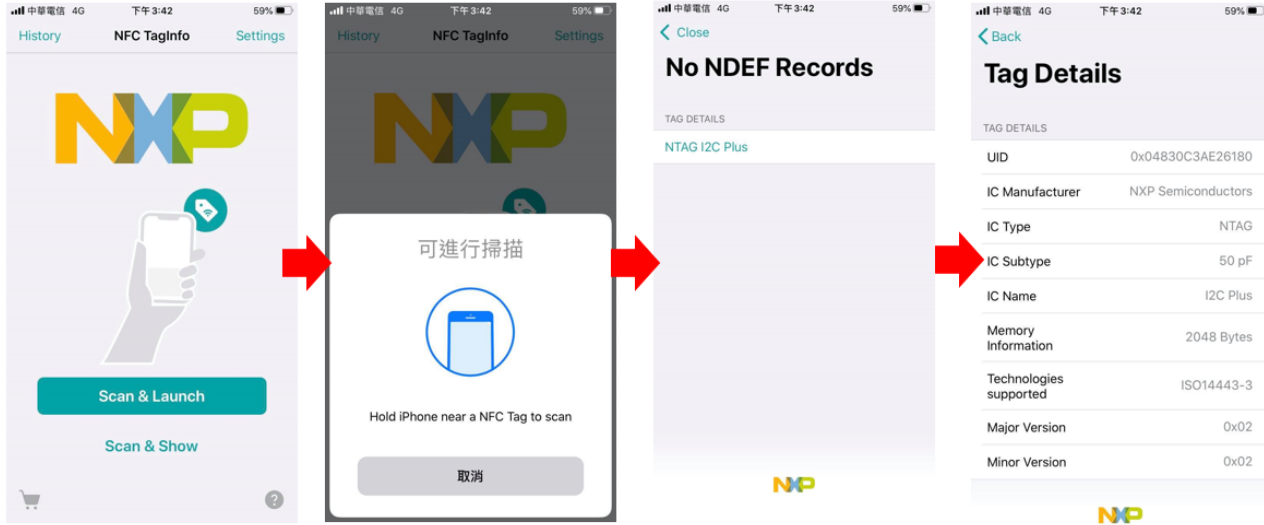 中華電信 4G 下午3:42 59%
History NFC TagInfo Settings
NXP
Scan & Launch
Scan & Show
?
中華電信 4G 下午3:42 59%
History NFC TagInfo Settings
NXP
可進行掃描
Hold iPhone near a NFC Tag to scan
取消
中華電信 4G 下午3:42 59%
Close
No NDEF Records
TAG DETAILS
NTAG I2C Plus
NXP
中華電信 4G 下午3:42 59%
Back
Tag Details
TAG DETAILS
UID 0x04830C3AE26180
IC Manufacturer NXP Semiconductors
IC Type NTAG
IC Subtype 50 pF
IC Name I2C Plus
Memory
Information 2048 Bytes
Technologies
supported ISO14443-3
Major Version 0x02
Minor Version 0x02
NXP